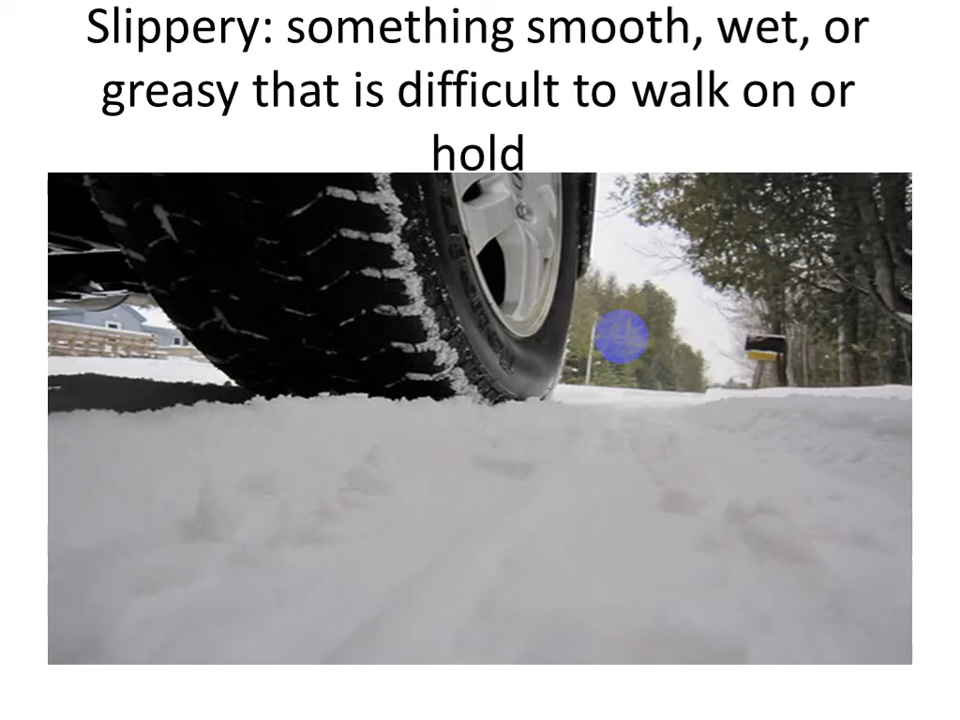 Slippery: something smooth, wet, or
greasy that is difficult to walk on or
hold